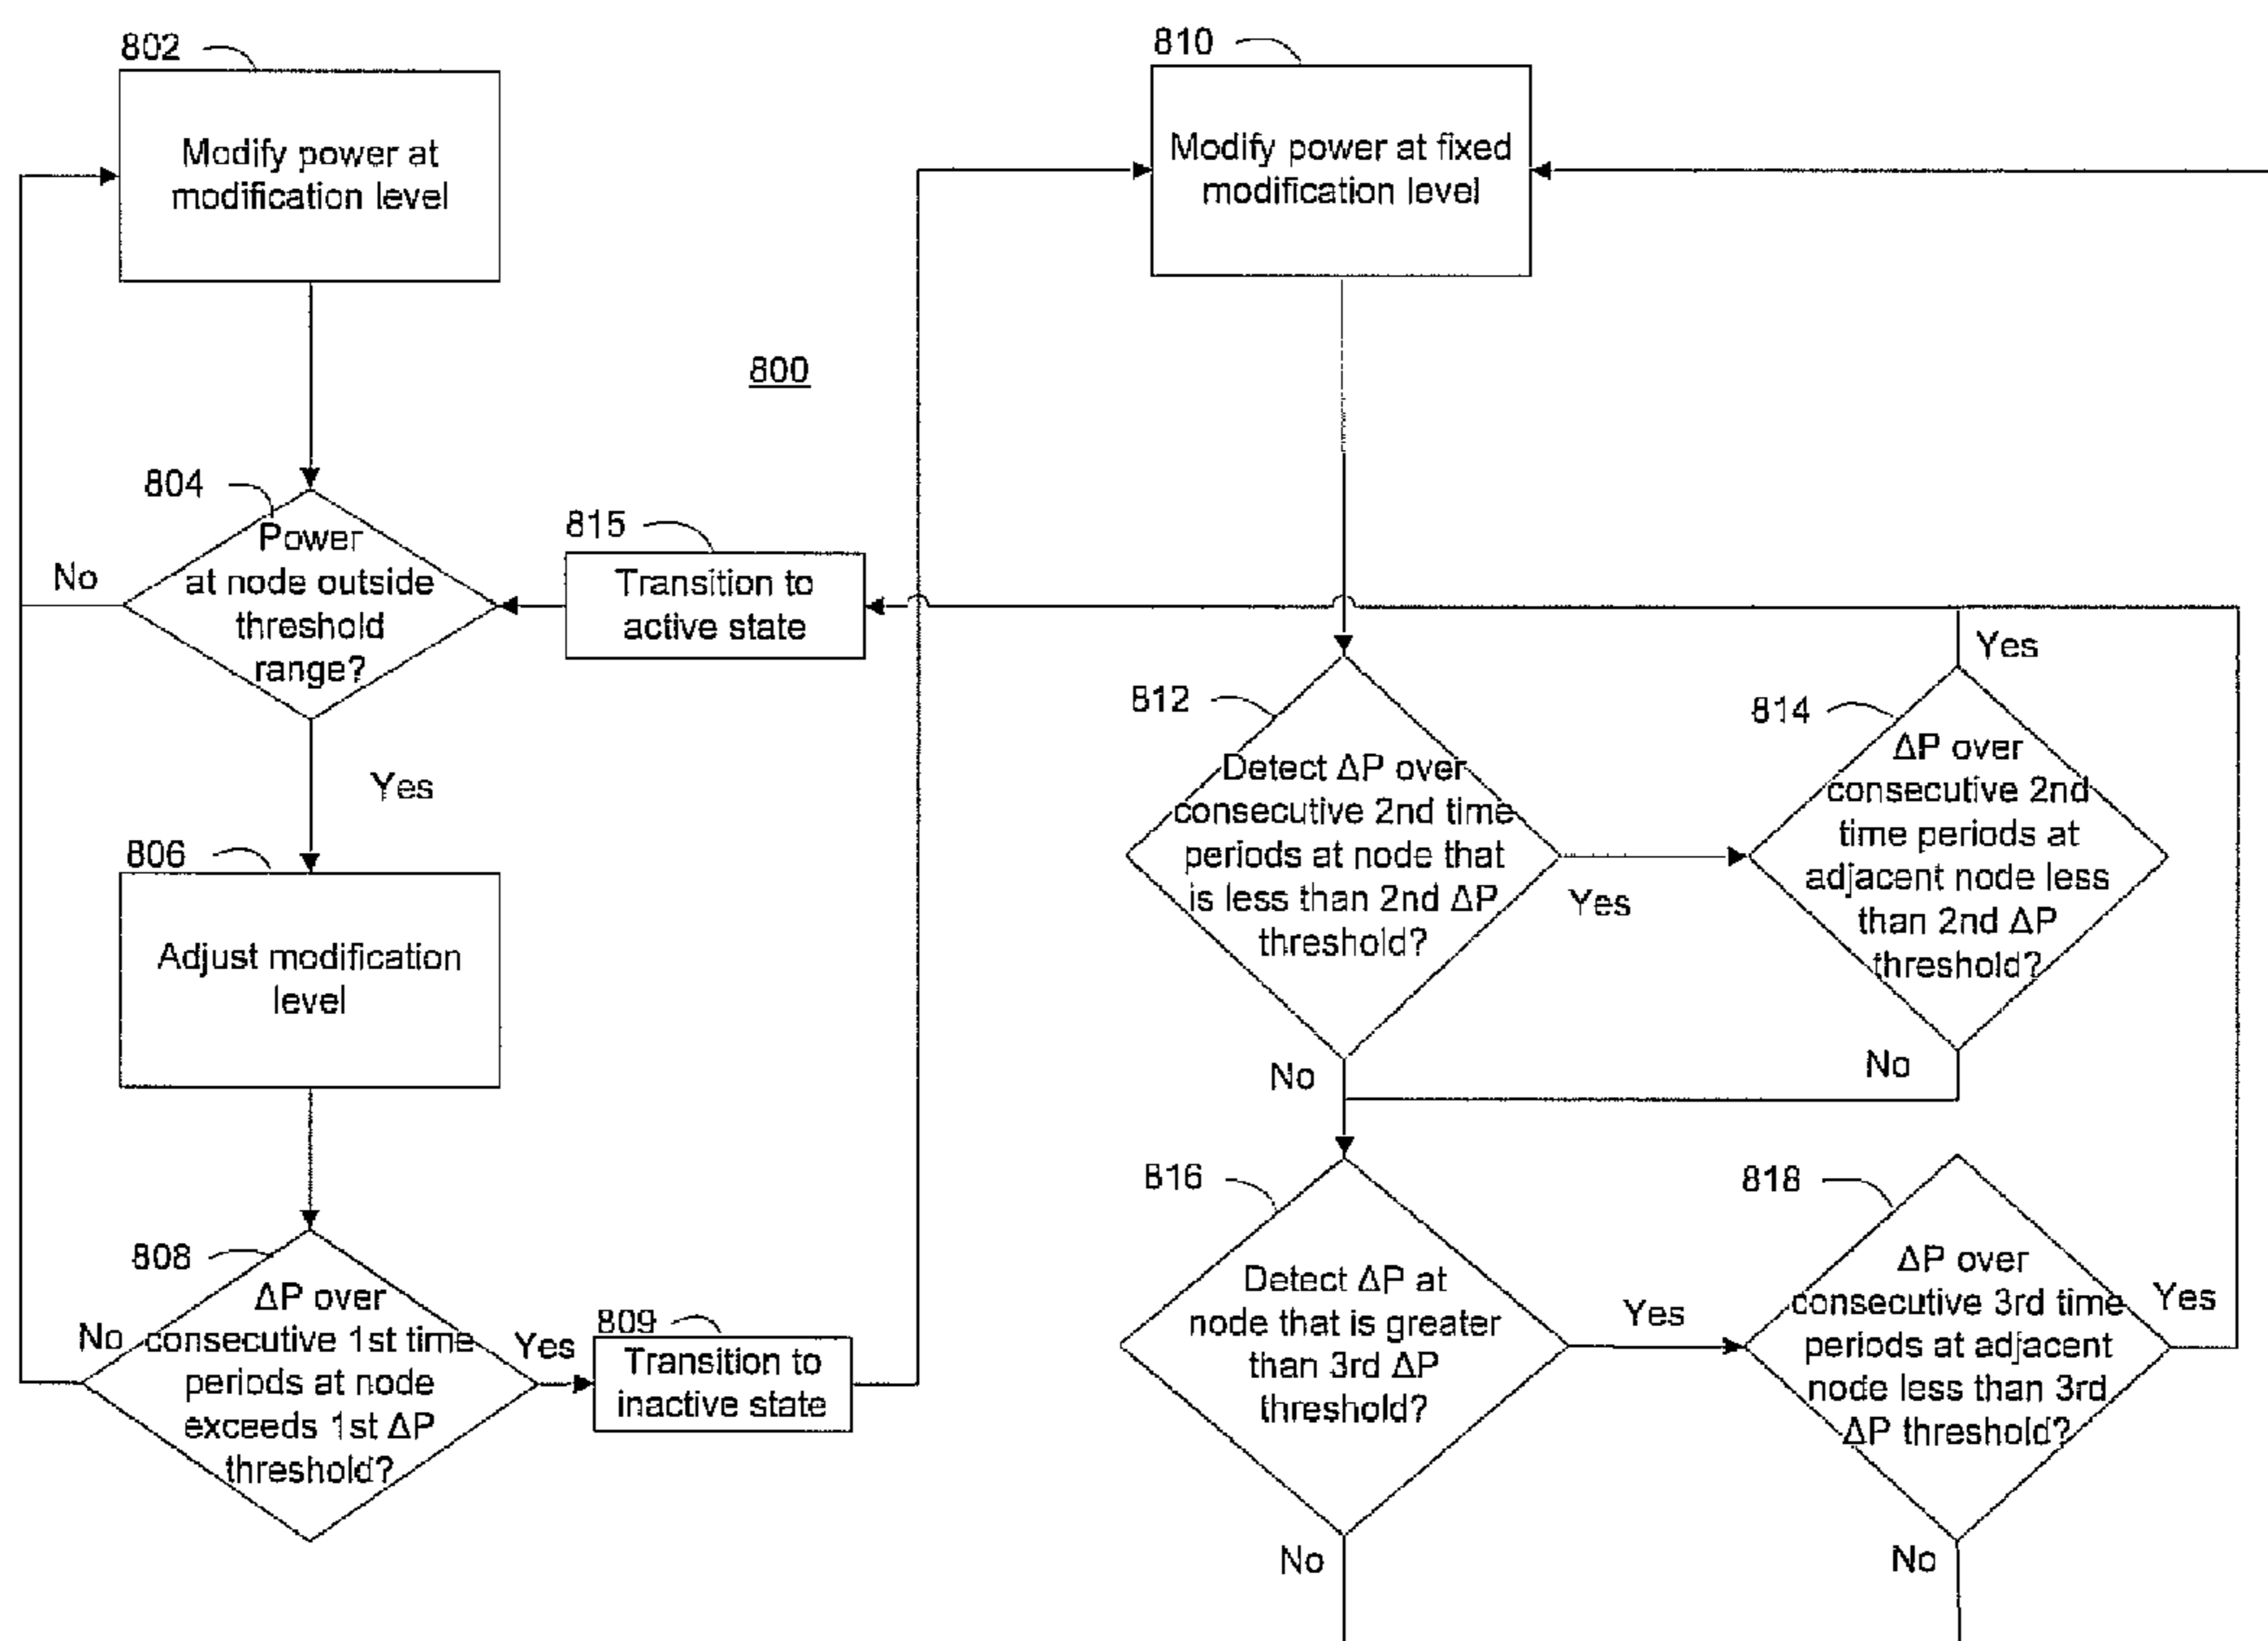 802
Modify power at
modification level
804
Power
at node outside
threshold
range?
No
Yes
806
Adjust modification
level
808
ΔP over
consecutive 1st time
periods at node
exceeds 1st ΔP
threshold?
No
Yes
809
Transition to
inactive state
800
815
Transition to
active state
810
Modify power at fixed
modification level
812
Detect ΔP over
consecutive 2nd time
periods at node that
is less than 2nd ΔP
threshold?
Yes
No
814
ΔP over
consecutive 2nd
time periods at
adjacent node less
than 2nd ΔP
threshold?
Yes
No
816
Detect ΔP at
node that is greater
than 3rd ΔP
threshold?
Yes
No
818
ΔP over
consecutive 3rd time
periods at adjacent
node less than 3rd
ΔP threshold?
Yes
No